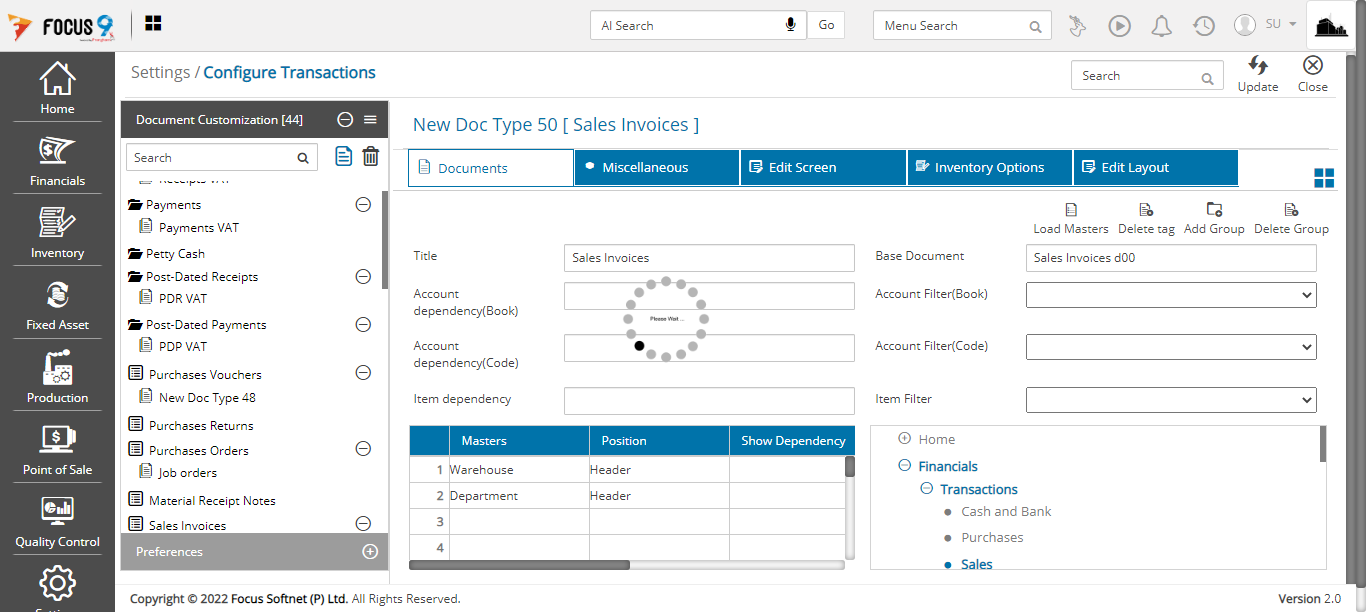 FOCUS 9
AI Search
Go
Menu Search
SU
Home
Financials
Inventory
Fixed Asset
Production
Point of Sale
Quality Control
Settings / Configure Transactions
Search
Update
Close
Document Customization [44]
Search
Receipts VAT
Payments
Payments VAT
Petty Cash
Post-Dated Receipts
PDR VAT
Post-Dated Payments
PDP VAT
Purchases Vouchers
New Doc Type 48
Purchases Returns
Purchases Orders
Job orders
Material Receipt Notes
Sales Invoices
Preferences
New Doc Type 50 [ Sales Invoices ]
Documents
Miscellaneous
Edit Screen
Inventory Options
Edit Layout
Load Masters
Delete tag
Add Group
Delete Group
Title
Sales Invoices
Base Document
Sales Invoices d00
Account
dependency(Book)
Account Filter(Book)
Please Wait ...
Account
dependency(Code)
Account Filter(Code)
Item dependency
Item Filter
Masters Position Show Dependency
1 Warehouse Header
2 Department Header
3
4
Home
Financials
Transactions
Cash and Bank
Purchases
Sales
Copyright © 2022 Focus Softnet (P) Ltd. All Rights Reserved.
Version 2.0